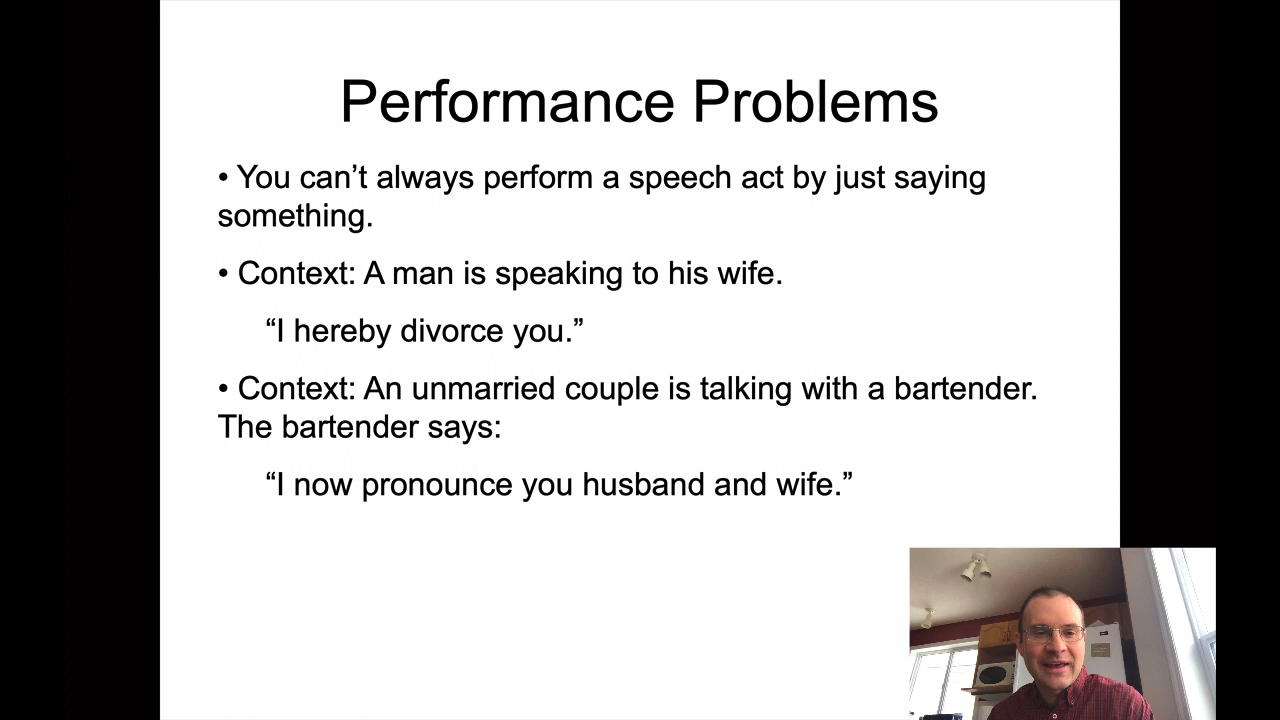 Performance Problems
• You can’t always perform a speech act by just saying
something.
• Context: A man is speaking to his wife.
“I hereby divorce you.”
• Context: An unmarried couple is talking with a bartender.
The bartender says:
“I now pronounce you husband and wife.”